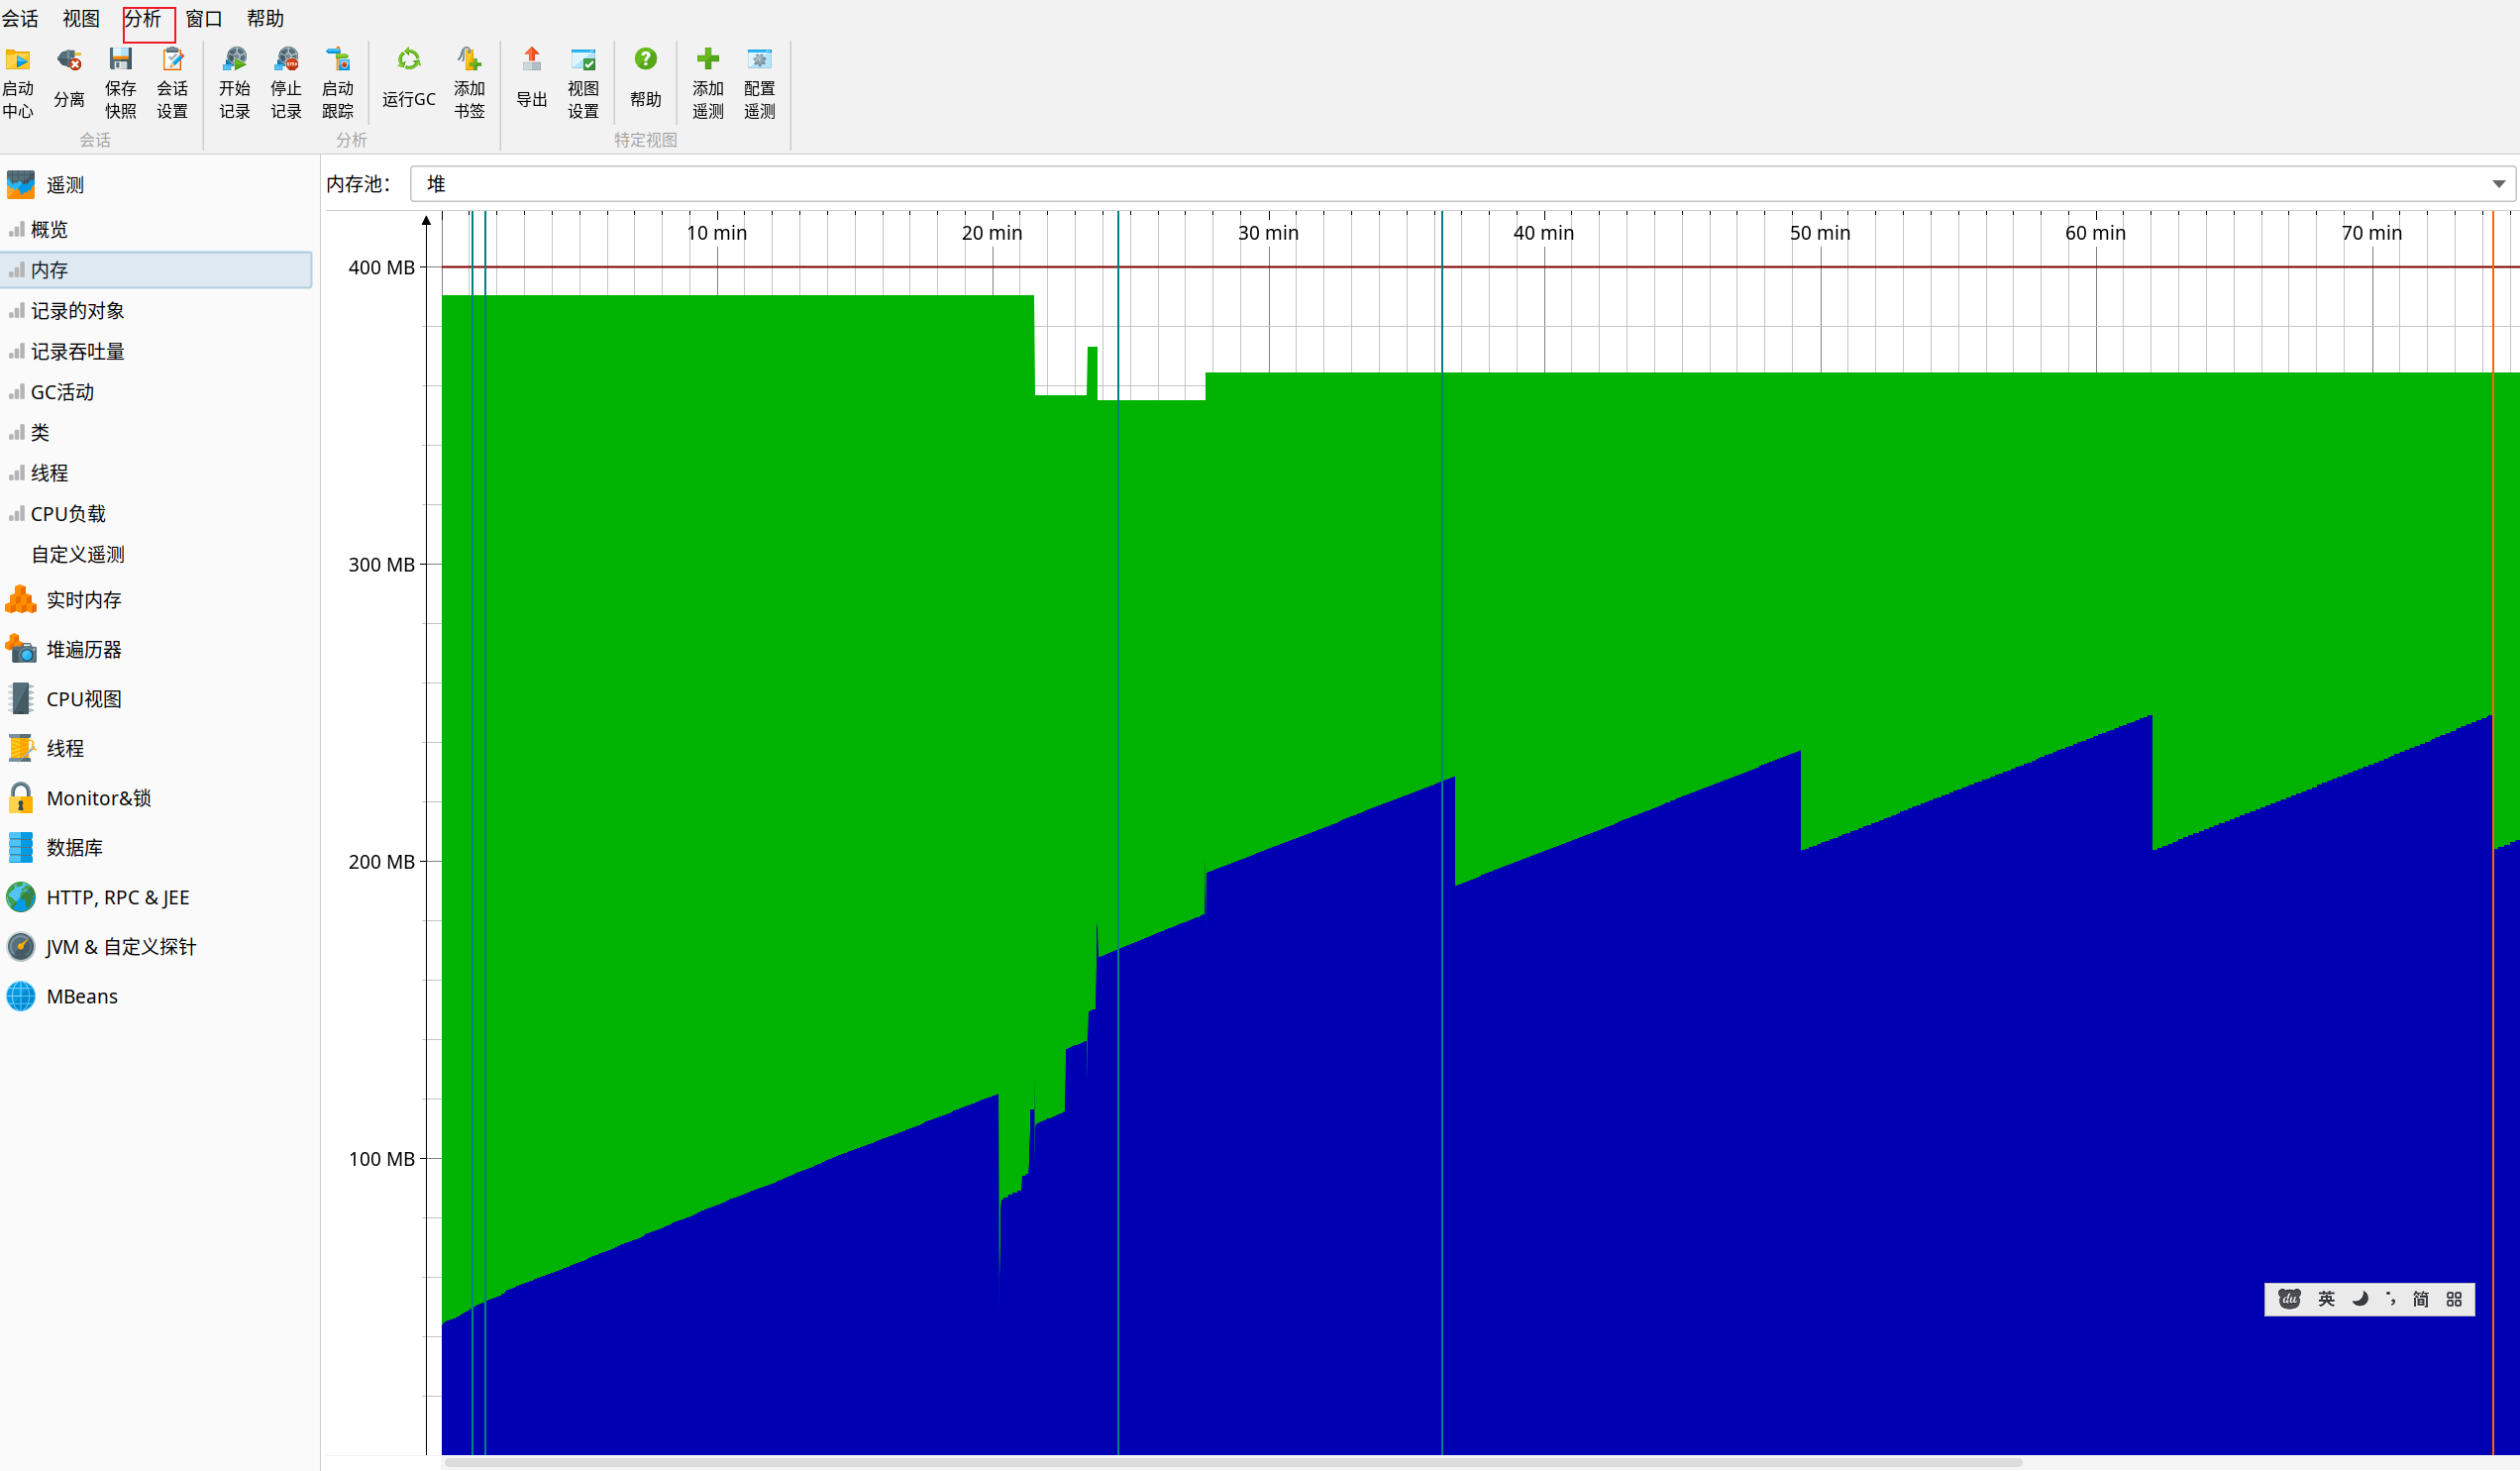 会话 视图 分析 窗口 帮助
启动中心 分离 保存快照 会话设置 开始记录 停止记录 启动跟踪 运行GC 添加书签 导出 视图设置 帮助 添加遥测 配置遥测
会话 分析 特定视图
遥测
概览
内存
记录的对象
记录吞吐量
GC活动
类
线程
CPU负载
自定义遥测
实时内存
堆遍历器
CPU视图
线程
Monitor&锁
数据库
HTTP, RPC & JEE
JVM & 自定义探针
MBeans
内存池： 堆
10 min 20 min 30 min 40 min 50 min 60 min 70 min
400 MB
300 MB
200 MB
100 MB
du 英 简